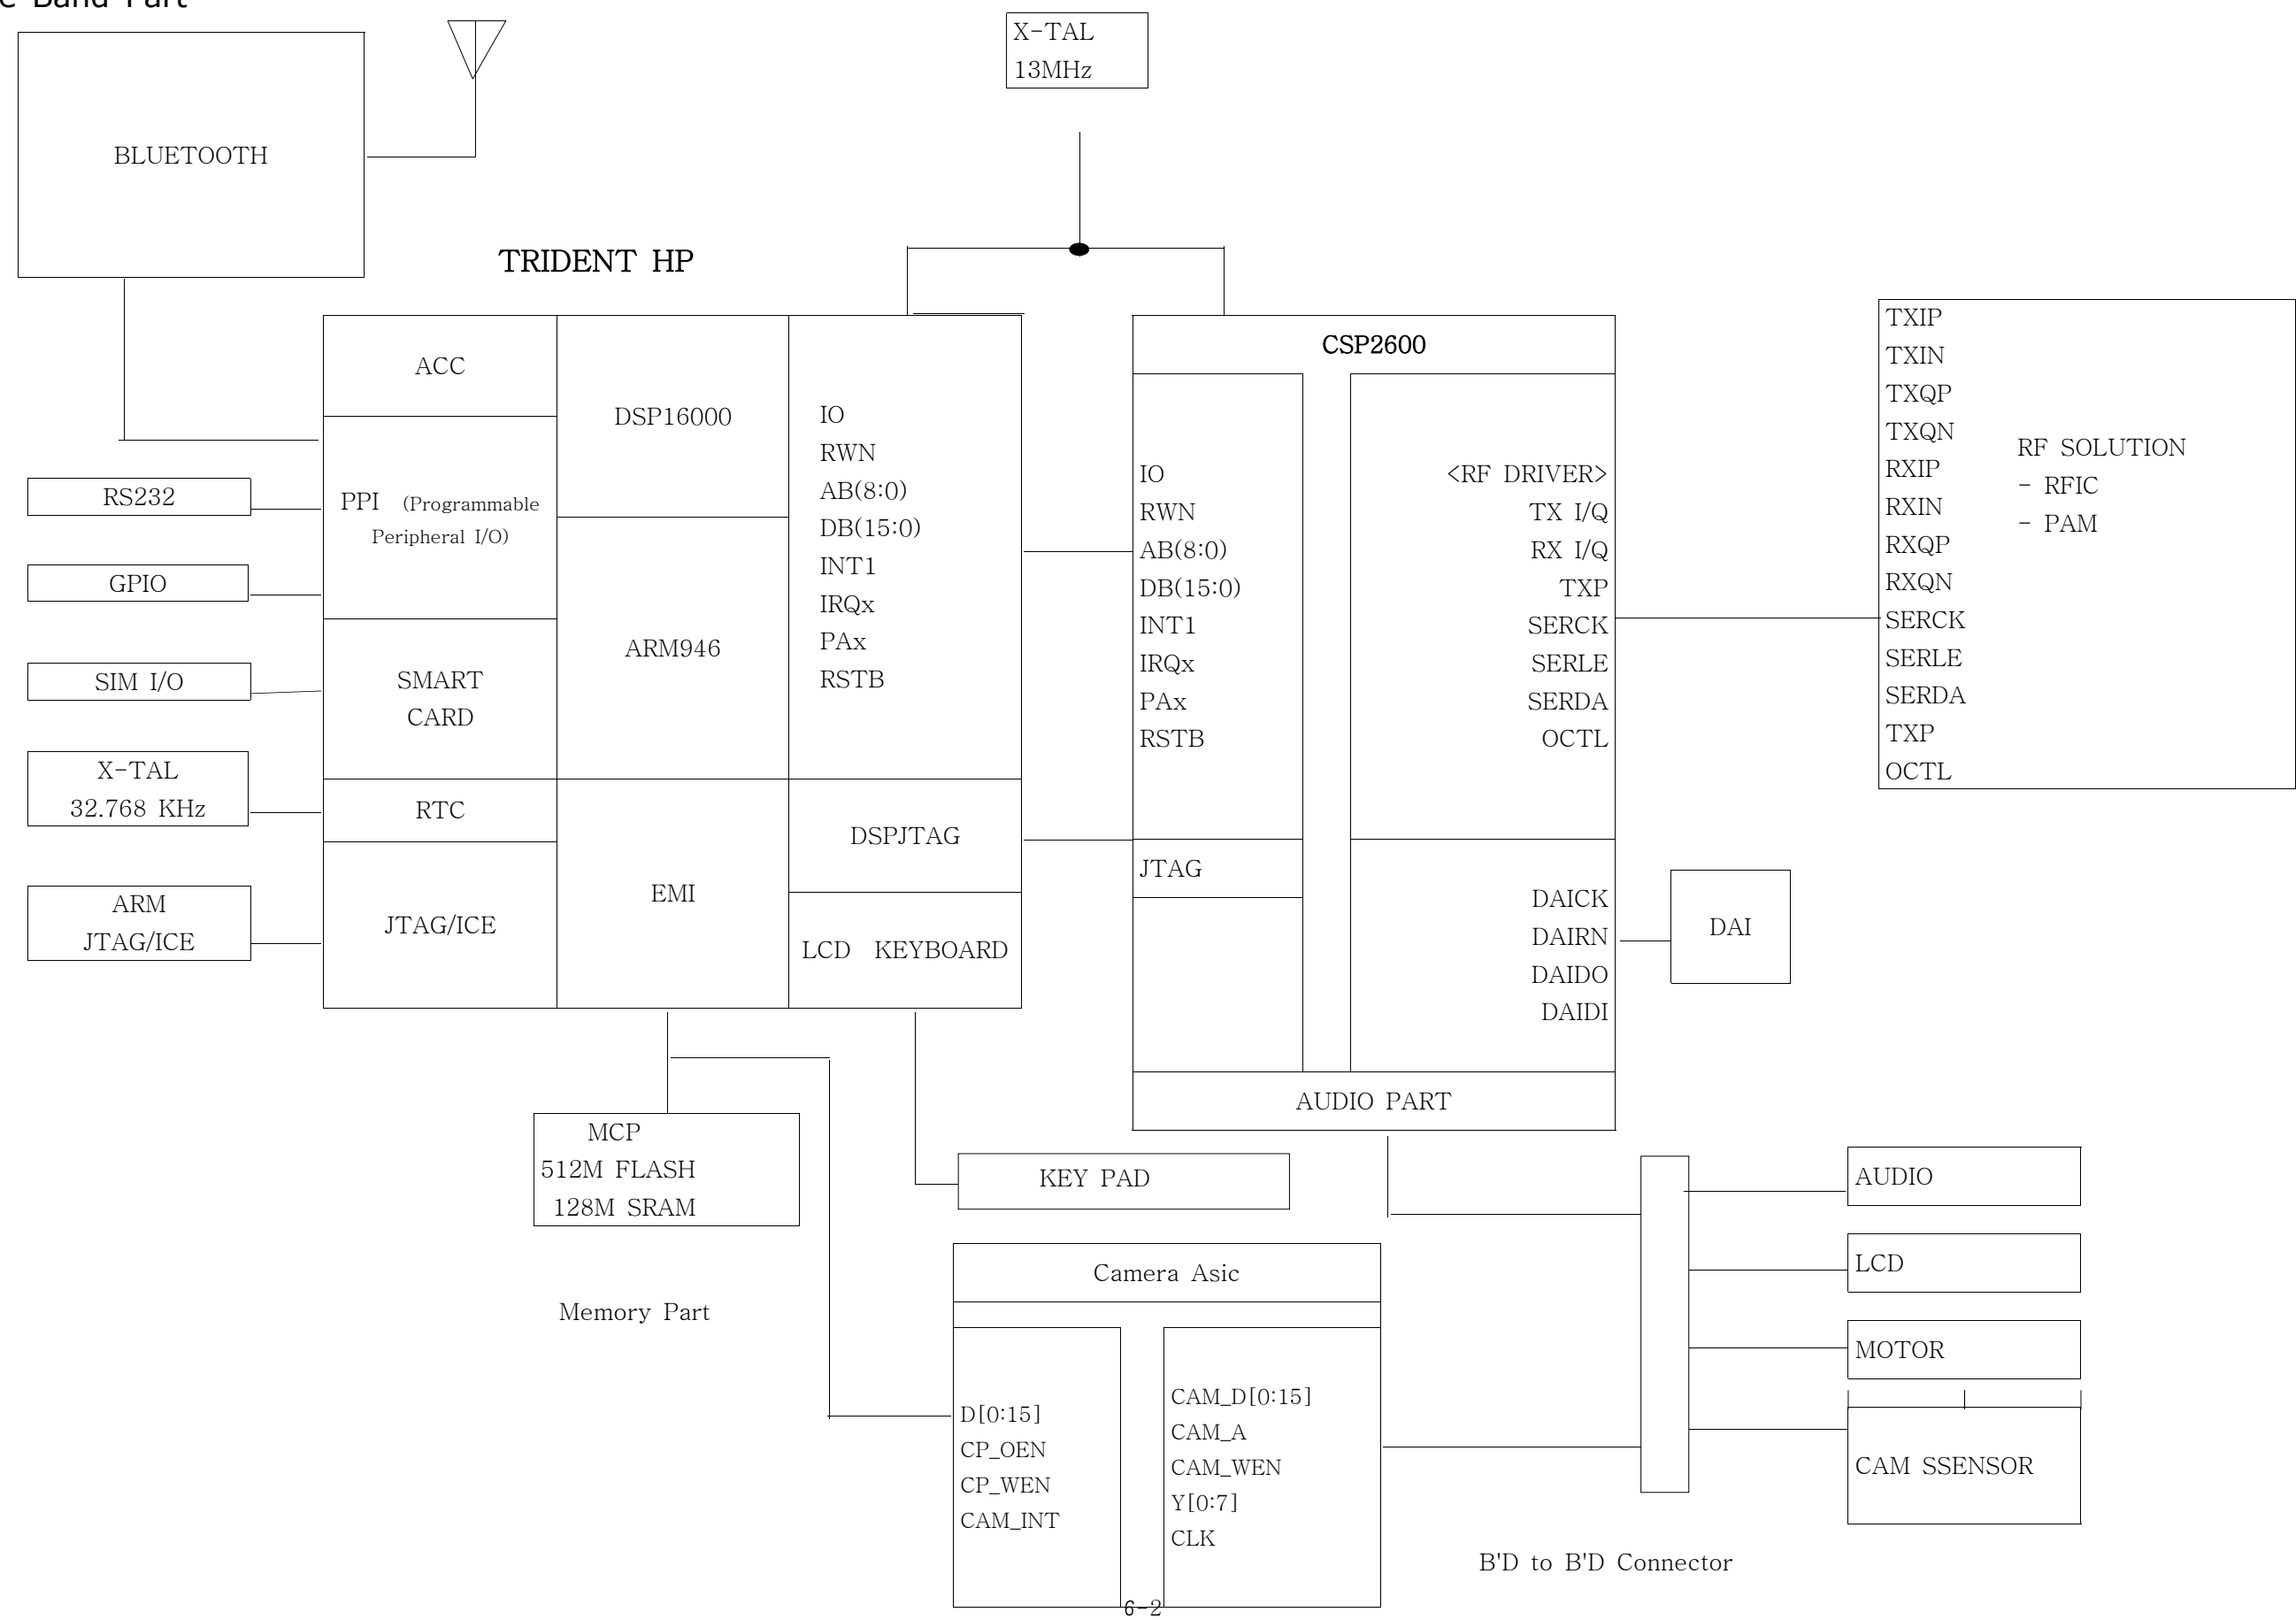 e Band Part
BLUETOOTH
X-TAL
13MHz
TRIDENT HP
ACC
PPI (Programmable
Peripheral I/O)
SMART
CARD
RTC
JTAG/ICE
DSP16000
ARM946
EMI
IO
RWN
AB(8:0)
DB(15:0)
INT1
IRQx
PAx
RSTB
DSPJTAG
LCD KEYBOARD
RS232
GPIO
SIM I/O
X-TAL
32.768 KHz
ARM
JTAG/ICE
CSP2600
IO
RWN
AB(8:0)
DB(15:0)
INT1
IRQx
PAx
RSTB
JTAG
<RF DRIVER>
TX I/Q
RX I/Q
TXP
SERCK
SERLE
SERDA
OCTL
DAICK
DAIRN
DAIDO
DAIDI
AUDIO PART
TXIP
TXIN
TXQP
TXQN
RXIP
RXIN
RXQP
RXQN
SERCK
SERLE
SERDA
TXP
OCTL
RF SOLUTION
- RFIC
- PAM
DAI
MCP
512M FLASH
128M SRAM
Memory Part
KEY PAD
Camera Asic
D[0:15]
CP_OEN
CP_WEN
CAM_INT
CAM_D[0:15]
CAM_A
CAM_WEN
Y[0:7]
CLK
AUDIO
LCD
MOTOR
CAM SSENSOR
B'D to B'D Connector
6-2